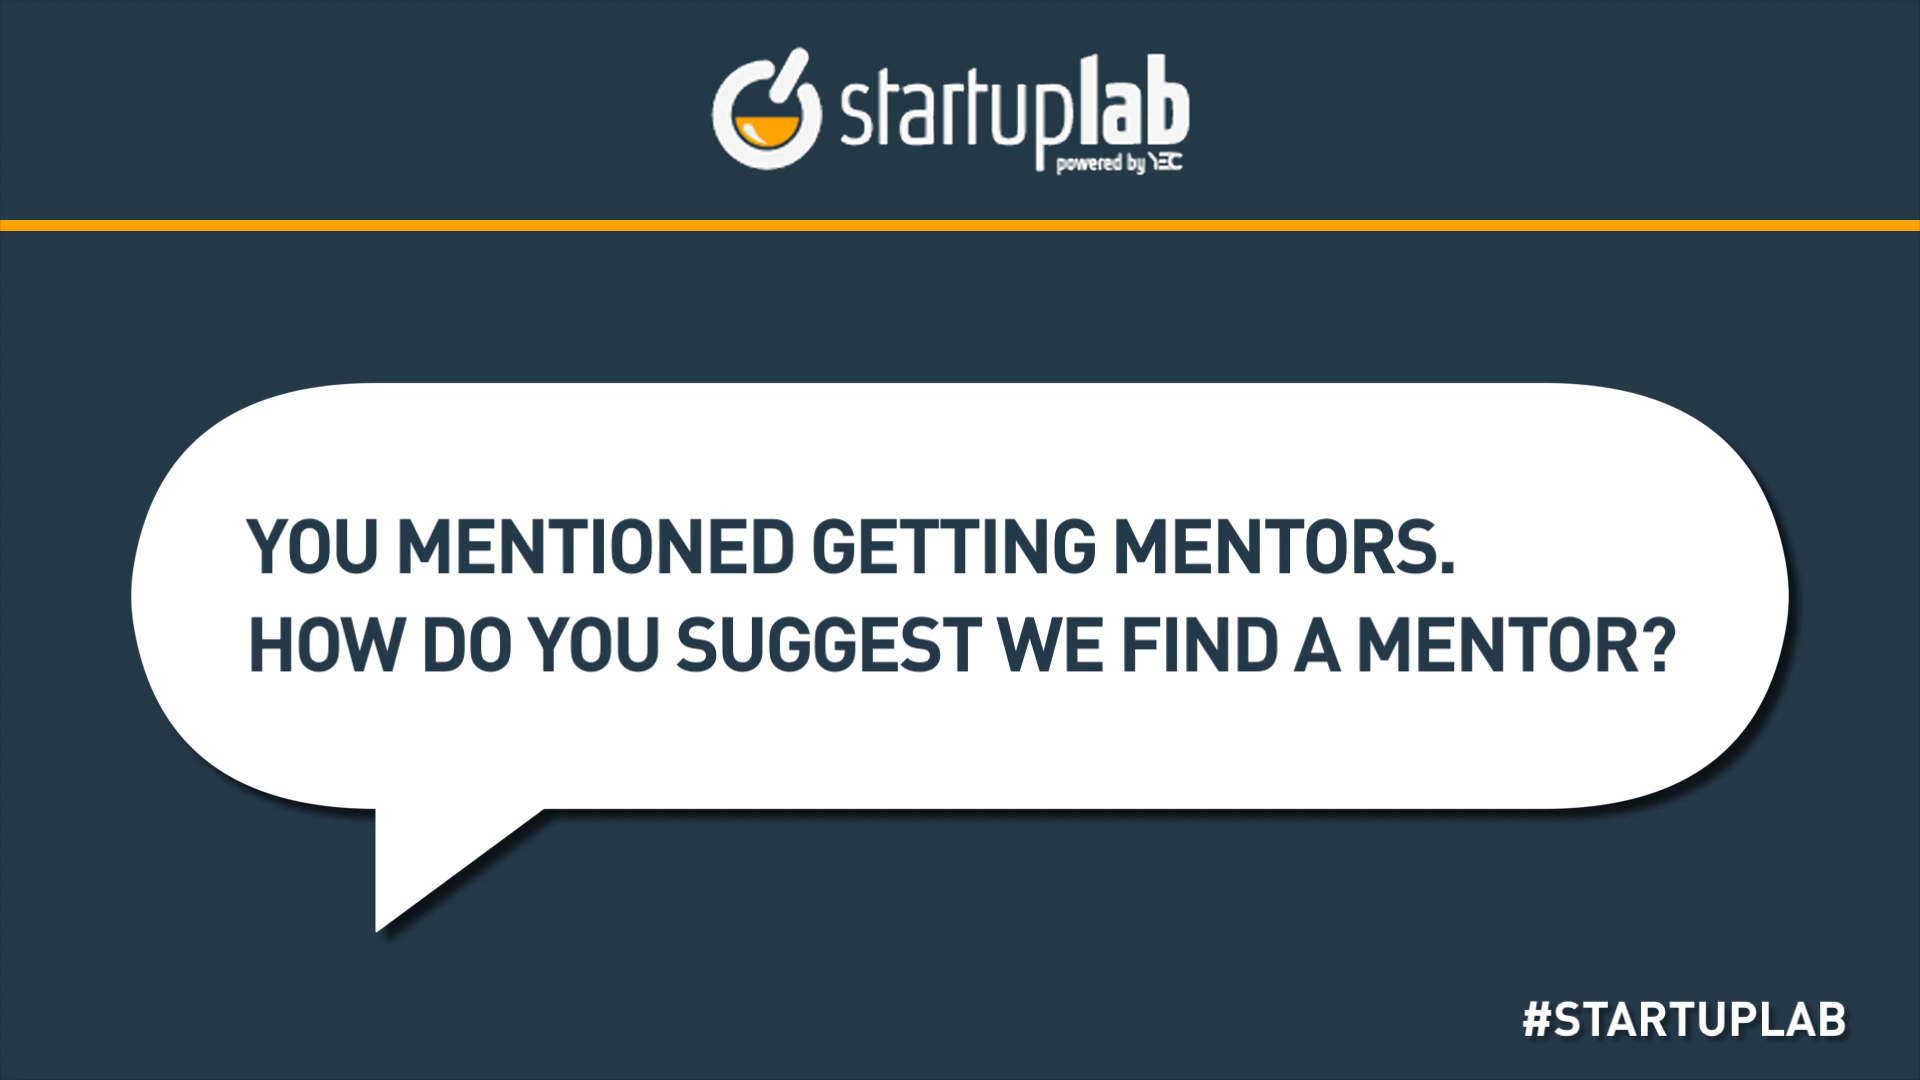 startuplab
powered by YEC
YOU MENTIONED GETTING MENTORS.
HOW DO YOU SUGGEST WE FIND A MENTOR?
#STARTUPLAB